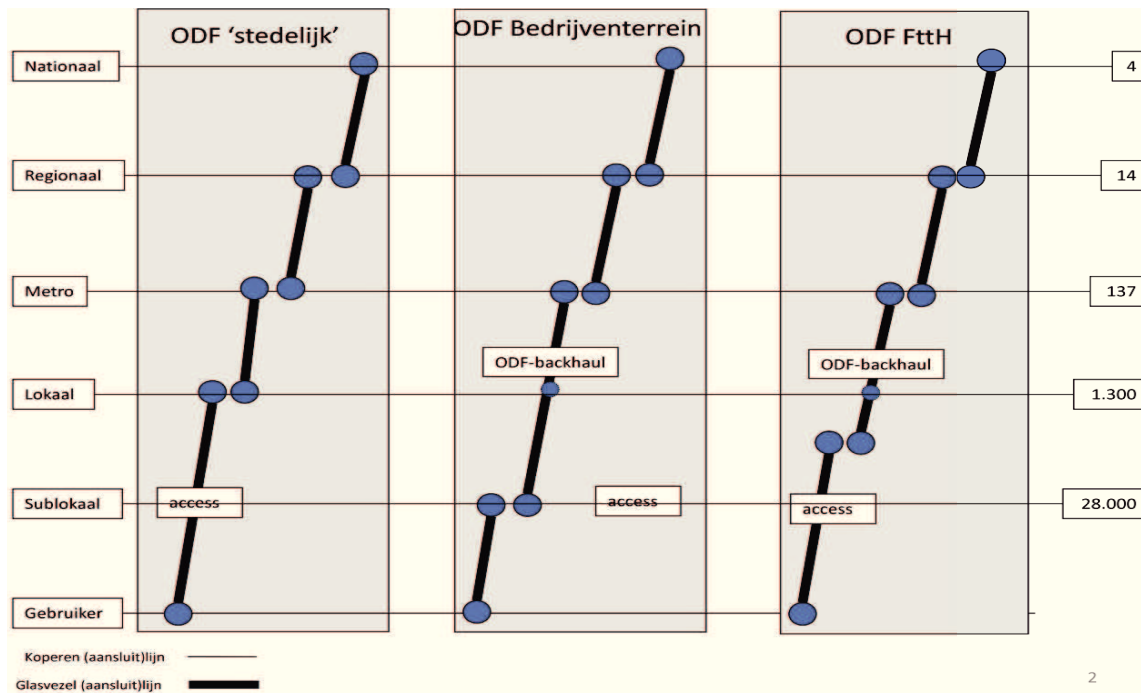 ODF ‘stedelijk’
ODF Bedrijventerrein
ODF FttH
Nationaal
4
Regionaal
14
Metro
137
ODF-backhaul
ODF-backhaul
Lokaal
1.300
Sublokaal
access
access
access
28.000
Gebruiker
Koperen (aansluit)lijn
Glasvezel (aansluit)lijn
2